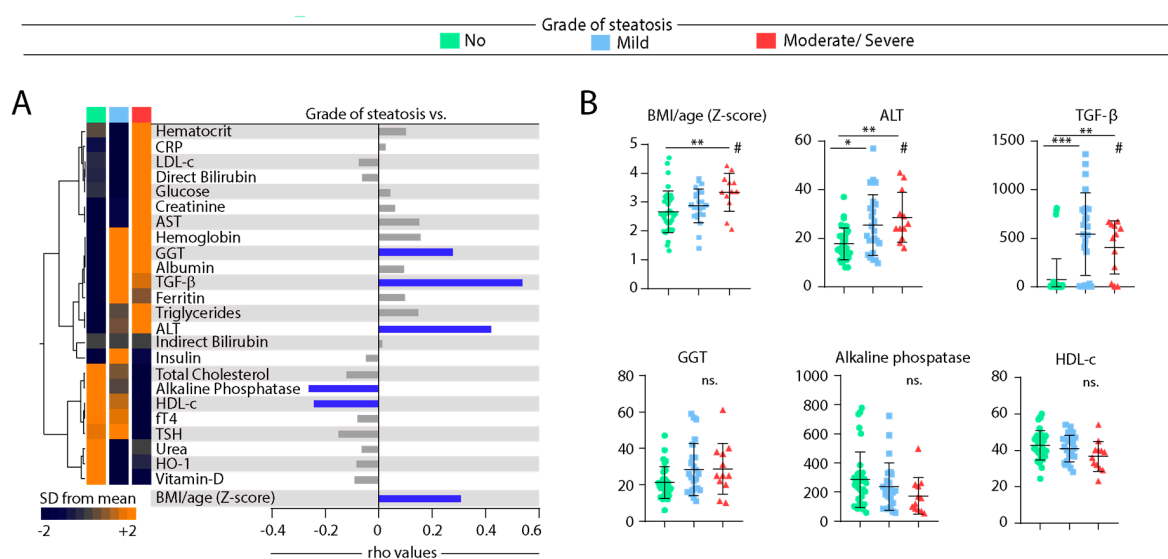 Grade of steatosis
No
Mild
Moderate/ Severe
A
Grade of steatosis vs.
Hematocrit
CRP
LDL-c
Direct Bilirubin
Glucose
Creatinine
AST
Hemoglobin
GGT
Albumin
TGF-β
Ferritin
Triglycerides
ALT
Indirect Bilirubin
Insulin
Total Cholesterol
Alkaline Phosphatase
HDL-c
fT4
TSH
Urea
HO-1
Vitamin-D
BMI/age (Z-score)
SD from mean
-2 +2
-0.4 -0.2 0 0.2 0.4 0.6
rho values
B
BMI/age (Z-score)
** #
5
4
3
2
1
0
ALT
**
* #
60
40
20
0
TGF-β
**
*** #
1500
1000
500
0
GGT
ns.
80
60
40
20
0
Alkaline phospatase
ns.
1000
800
600
400
200
0
HDL-c
ns.
80
60
40
20
0